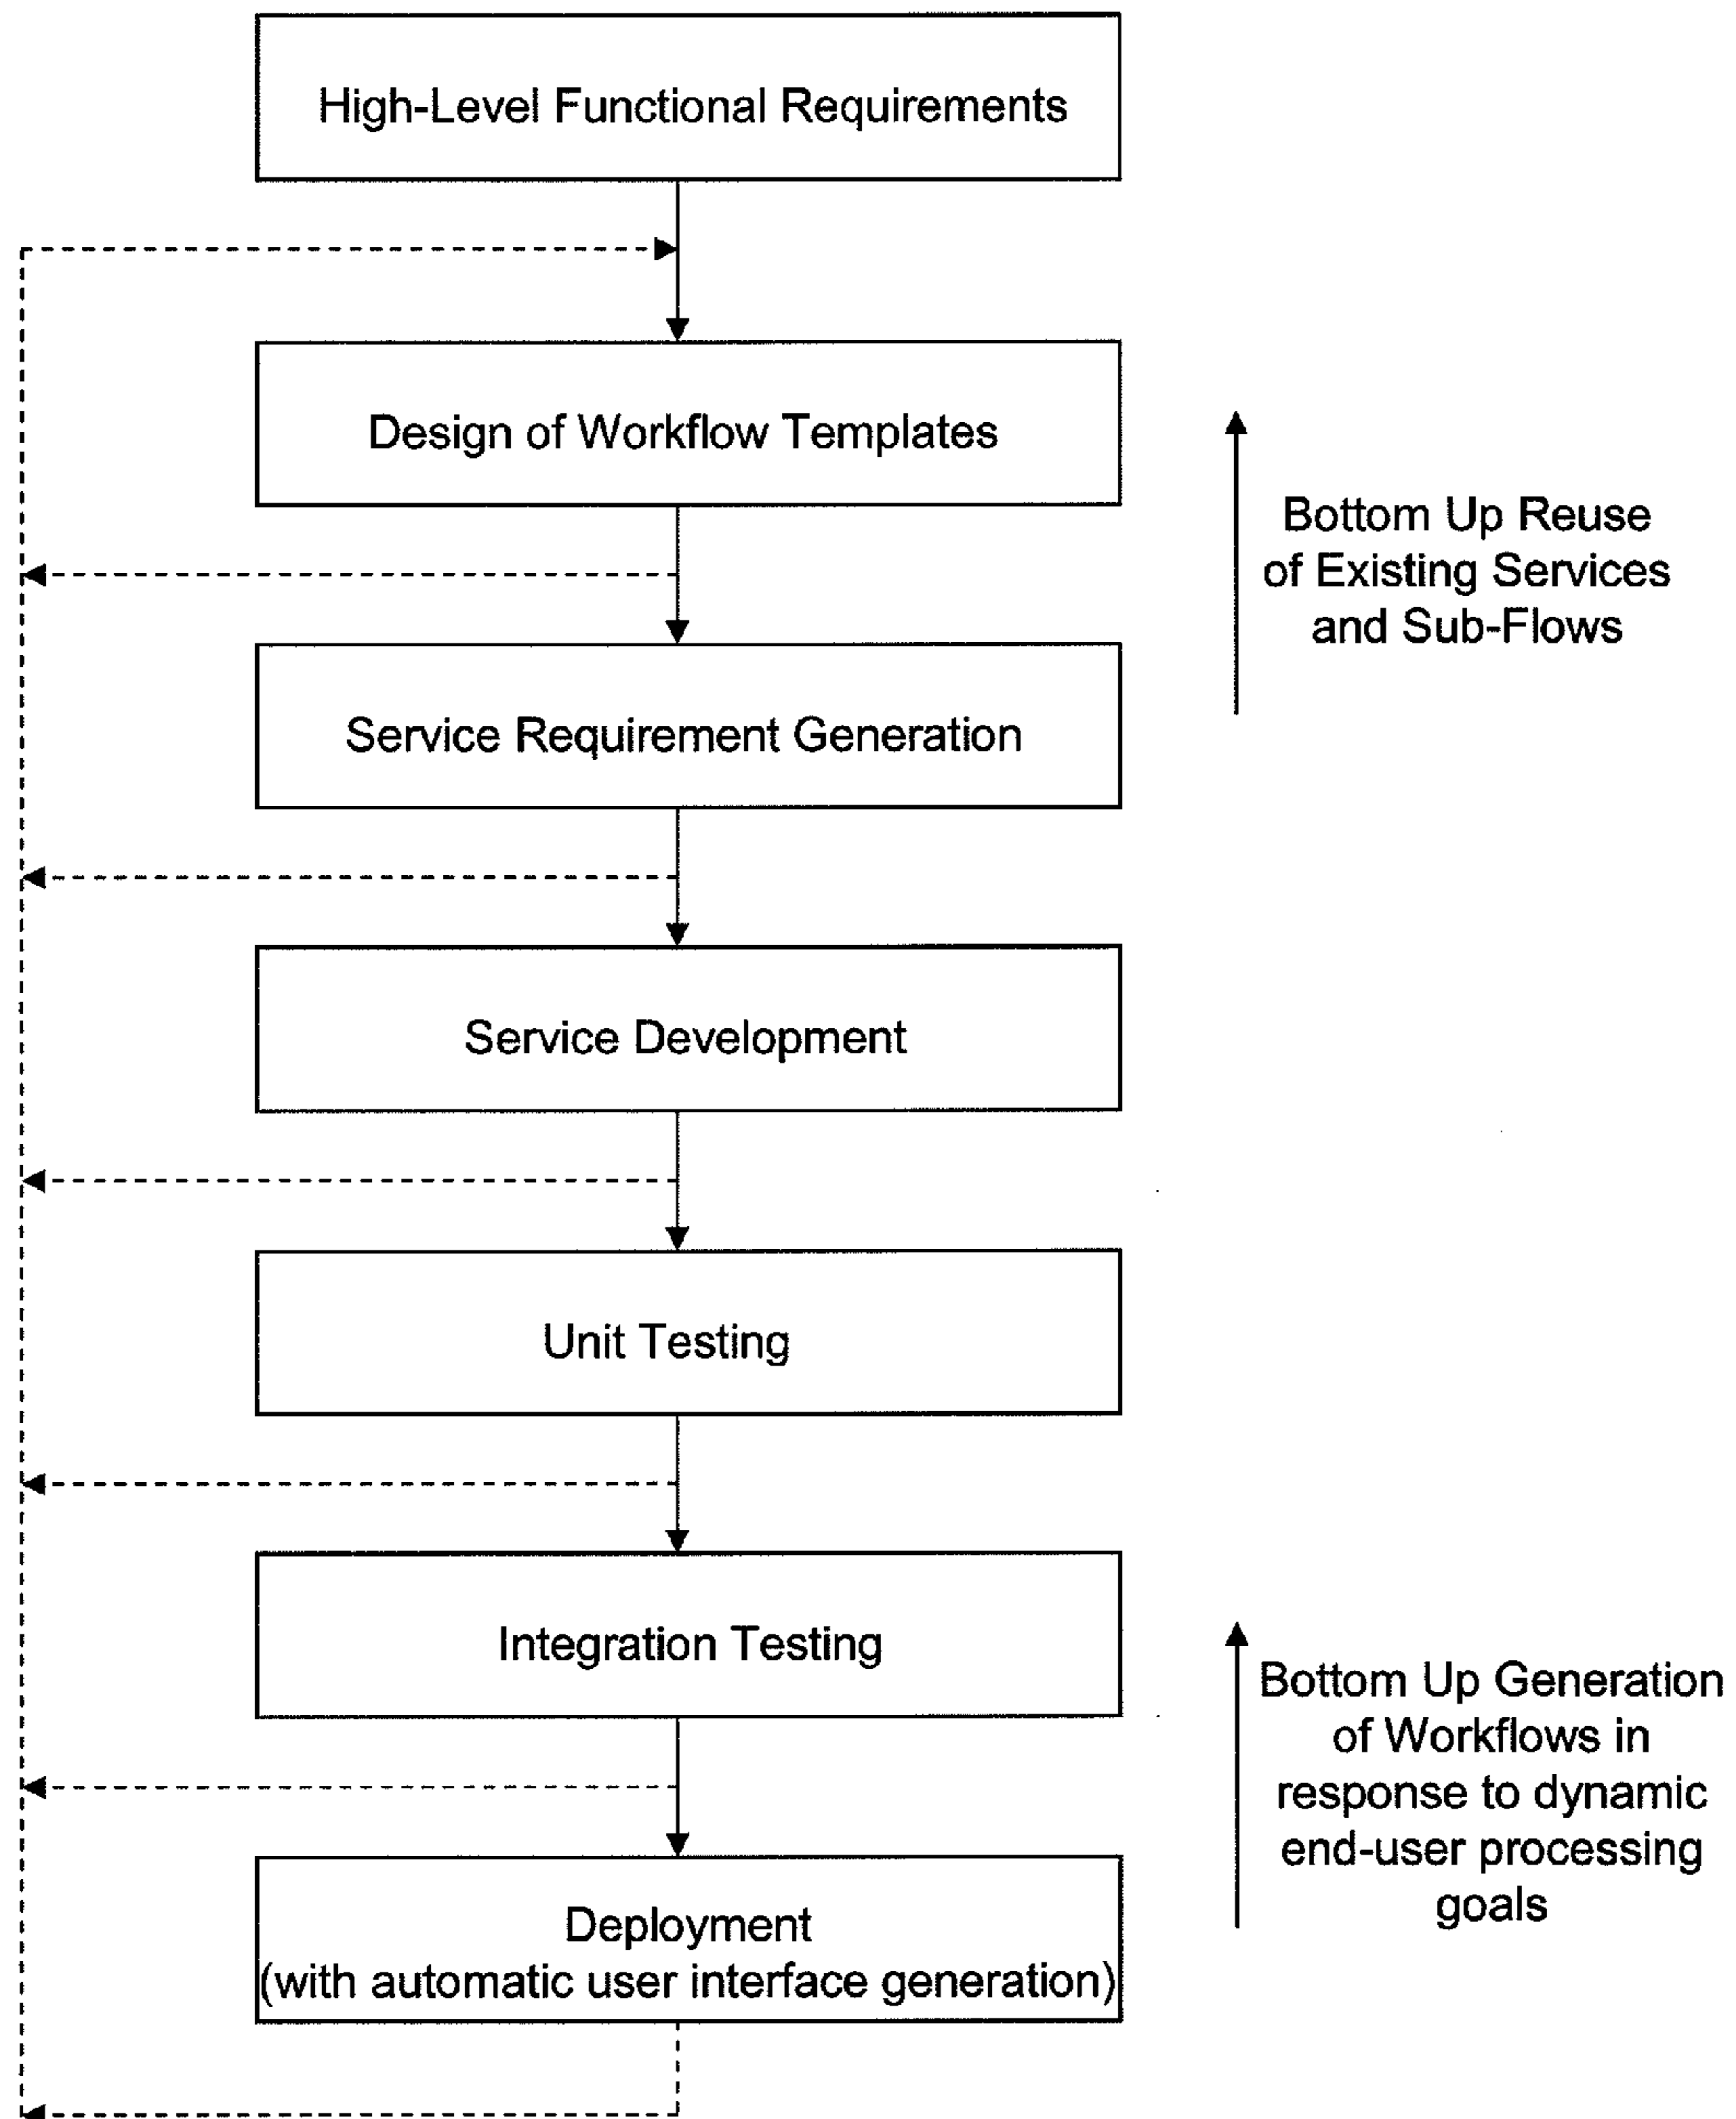 High-Level Functional Requirements
Design of Workflow Templates
Bottom Up Reuse
of Existing Services
and Sub-Flows
Service Requirement Generation
Service Development
Unit Testing
Integration Testing
Bottom Up Generation
of Workflows in
response to dynamic
end-user processing
goals
Deployment
(with automatic user interface generation)